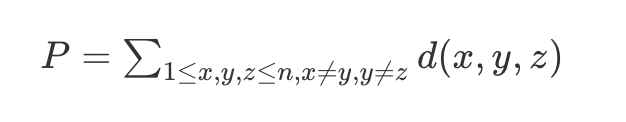 P = ∑_{1≤x,y,z≤n,x≠y,y≠z} d(x, y, z)